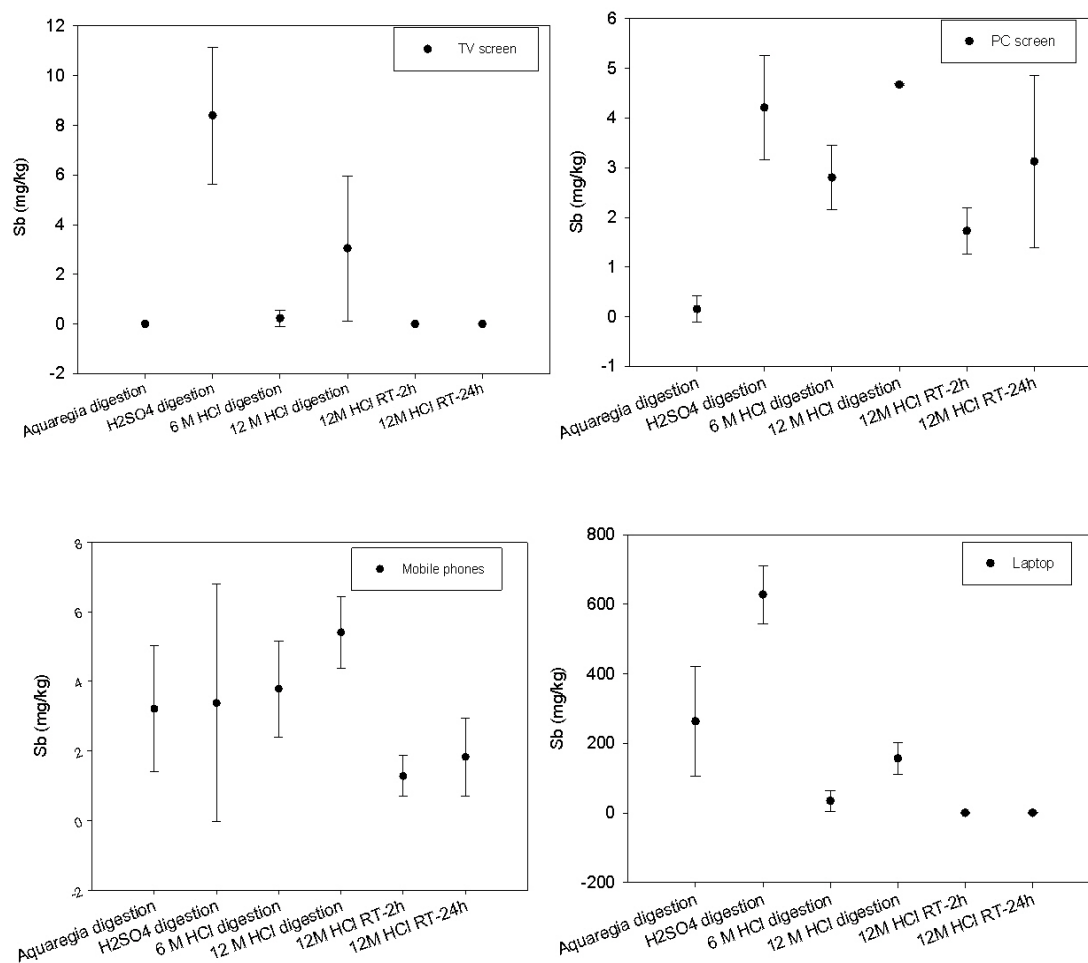 TV screen
Sb (mg/kg)
12
10
8
6
4
2
0
-2
Aquaregia digestion
H2SO4 digestion
6 M HCl digestion
12 M HCl digestion
12M HCl RT-2h
12M HCl RT-24h
PC screen
Sb (mg/kg)
6
5
4
3
2
1
0
-1
Aquaregia digestion
H2SO4 digestion
6 M HCl digestion
12 M HCl digestion
12M HCl RT-2h
12M HCl RT-24h
Mobile phones
Sb (mg/kg)
8
6
4
2
0
-2
Aquaregia digestion
H2SO4 digestion
6 M HCl digestion
12 M HCl digestion
12M HCl RT-2h
12M HCl RT-24h
Laptop
Sb (mg/kg)
800
600
400
200
0
-200
Aquaregia digestion
H2SO4 digestion
6 M HCl digestion
12 M HCl digestion
12M HCl RT-2h
12M HCl RT-24h